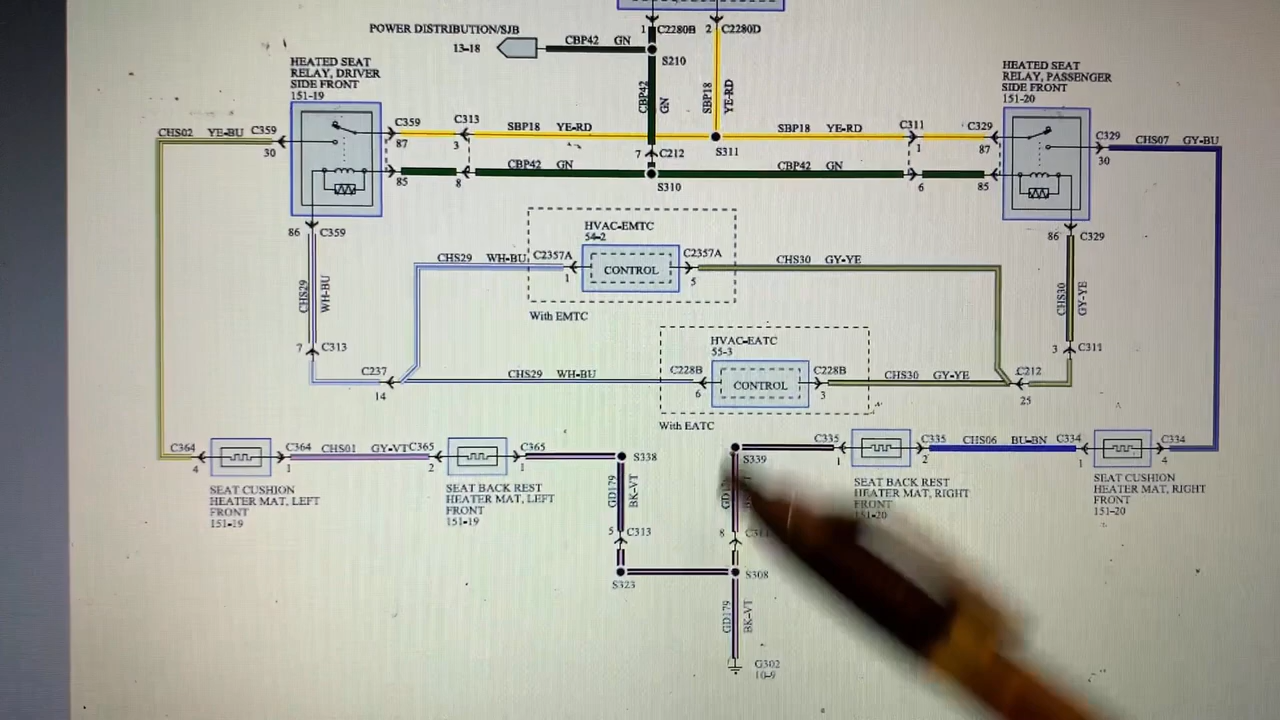 1
C2280B
2
C2280D
POWER DISTRIBUTION/SJB
13-18
CBP42
GN
S210
HEATED SEAT
RELAY, DRIVER
SIDE FRONT
151-19
HEATED SEAT
RELAY, PASSENGER
SIDE FRONT
151-20
CBP42
GN
SBP18
YE-RD
CHS02
YE-BU
C359
30
C359
87
C313
3
SBP18
YE-RD
S311
SBP18
YE-RD
C311
1
C329
87
C329
30
CHS07
GY-BU
7
C212
85
8
CBP42
GN
S310
CBP42
GN
6
85
86
C359
86
C329
HVAC-EMTC
54-2
C2357A
1
CONTROL
C2357A
5
CHS29
WH-BU
CHS30
GY-YE
CHS29
WH-BU
CHS30
GY-YE
With EMTC
7
C313
3
C311
HVAC-EATC
55-3
C237
14
CHS29
WH-BU
C228B
6
CONTROL
C228B
3
CHS30
GY-YE
C212
25
With EATC
C364
4
C364
1
CHS01
GY-VT
C365
2
C365
1
S338
S339
C335
1
C335
2
CHS06
BU-BN
C334
1
C334
4
SEAT CUSHION
HEATER MAT, LEFT
FRONT
151-19
SEAT BACK REST
HEATER MAT, LEFT
FRONT
151-19
SEAT BACK REST
HEATER MAT, RIGHT
FRONT
151-20
SEAT CUSHION
HEATER MAT, RIGHT
FRONT
151-20
GD179
BK-VT
5
C313
8
S323
S308
GD179
BK-VT
G302
10-9